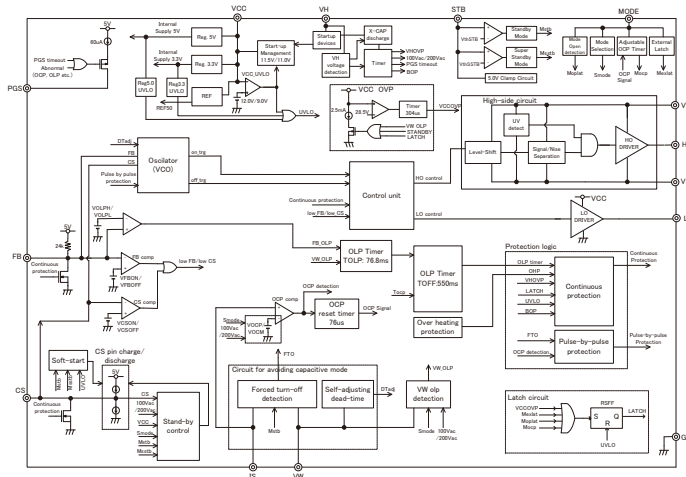 VCC
VH
STB
MODE
5V
60uA
Internal
Supply 5V
Reg. 5V
Internal
Supply 3.3V
Reg. 3.3V
Start-up
Management
11.5V/11.0V
Startup
devices
X-CAP
discharge
VH
voltage
detection
Timer
VHOVP
100Vac/200Vac
PGS timeout
BOP
VthSTB
VthSSTB
Standby
Mode
Super
Standby
Mode
Mstb
Msstb
5.0V Clamp Circuit
Mode
Open
detection
Mode
Selection
Adjustable
OCP
Timer
External
Latch
Moplat
Smode
OCP
Signal
Mocp
Mexlat
PGS timeout
Abnormal
(OCP, OLP etc.)
PGS
Reg5.0
UVLO
Reg3.3
UVLO
REF
REF50
VCC_UVLO
12.0V/9.0V
UVLO
VCC OVP
2.5mA
28.5V
Timer
304us
VCCOVP
VW OLP
STANDBY
LATCH
High-side circuit
UV
detect
Level-Shift
HO
DRIVER
DTadj
FB
CS
Pulse by pulse
protection
Oscilator
(VCO)
on_trg
off_trg
Continuous protection
low_FB/low_CS
Control unit
HO control
LO control
VCC
LO
DRIVER
VOLPH/
VOLPL
5V
24k
FB
Continuous
protection
FB comp
VFBON/
VFBOFF
low FB/low CS
CS comp
VCSON/
VCSOFF
FB_OLP
VW_OLP
OLP Timer
TOLP: 76.8ms
OLP Timer
TOFF:550ms
Tocp
Over heating
protection
Protection logic
OLP timer
OHP
VHOVP
LATCH
UVLO
BOP
Continuous
protection
Continuous
Protection
FTO
OCP detection
Pulse-by-pulse
protection
Pulse-by-pulse
Protection
OCP detection
OCP comp
OCP
reset timer
76us
OCP Signal
Smode
100Vac
/200Vac
VOCP/
VOCM
FTO
Circuit for avoiding capacitive mode
Forced turn-off
detection
Self-adjusting
dead-time
DTadj
Mstb
VW_OLP
VW olp
detection
Smode
100Vac
/200Vac
CS pin charge/
discharge
Soft-start
5V
Mstb
Msstb
UVLO
CS
Continuous
protection
CS
100Vac
/200Vac
VCC
Smode
Mstb
Msstb
Stand-by
control
Latch circuit
VCCOVP
Mexlat
Moplat
Mocp
RSFF
S
Q
R
LATCH
UVLO
IS
VW